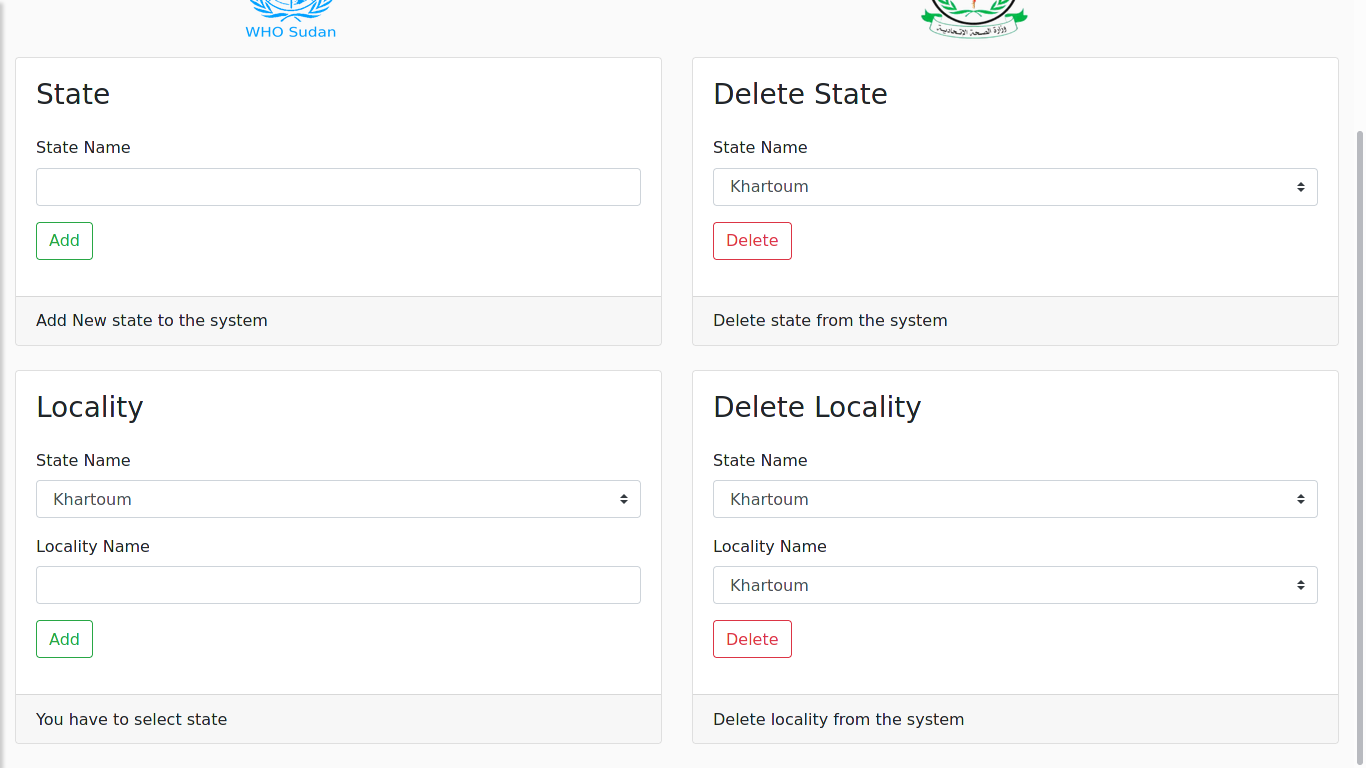 WHO Sudan
وزارة الصحة الاتحادية
State
State Name
Add
Add New state to the system
Delete State
State Name
Khartoum
Delete
Delete state from the system
Locality
State Name
Khartoum
Locality Name
Add
You have to select state
Delete Locality
State Name
Khartoum
Locality Name
Khartoum
Delete
Delete locality from the system